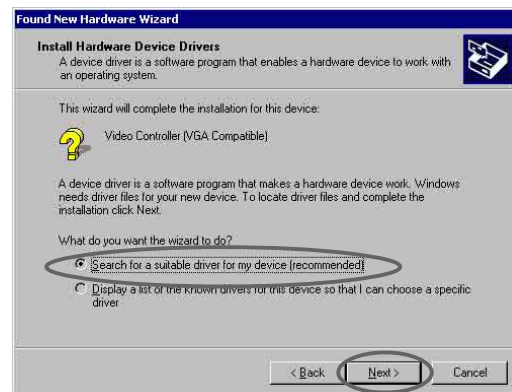 Found New Hardware Wizard
Install Hardware Device Drivers
A device driver is a software program that enables a hardware device to work with
an operating system.
This wizard will complete the installation for this device:
Video Controller (VGA Compatible)
A device driver is a software program that makes a hardware device work. Windows
needs driver files for your new device. To locate driver files and complete the
installation click Next.
What do you want the wizard to do?
Search for a suitable driver for my device (recommended)
Display a list of the known drivers for this device so that I can choose a specific
driver
< Back
Next >
Cancel